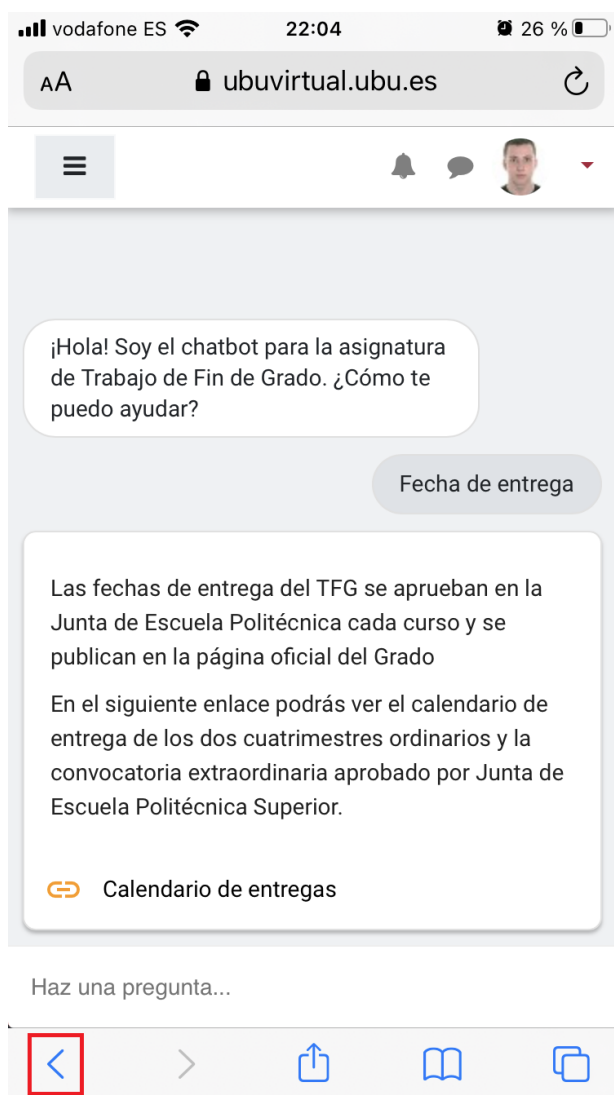 vodafone ES 22:04 26 %
AA ubuvirtual.ubu.es
¡Hola! Soy el chatbot para la asignatura
de Trabajo de Fin de Grado. ¿Cómo te
puedo ayudar?
Fecha de entrega
Las fechas de entrega del TFG se aprueban en la
Junta de Escuela Politécnica cada curso y se
publican en la página oficial del Grado
En el siguiente enlace podrás ver el calendario de
entrega de los dos cuatrimestres ordinarios y la
convocatoria extraordinaria aprobado por Junta de
Escuela Politécnica Superior.
Calendario de entregas
Haz una pregunta...